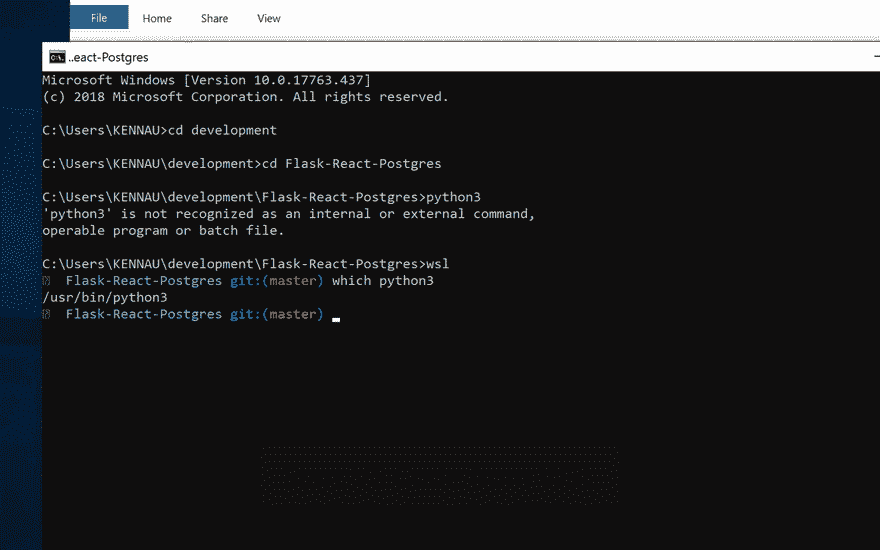 File Home Share View
..eact-Postgres
Microsoft Windows [Version 10.0.17763.437]
(c) 2018 Microsoft Corporation. All rights reserved.
C:\Users\KENNAU>cd development
C:\Users\KENNAU\development>cd Flask-React-Postgres
C:\Users\KENNAU\development\Flask-React-Postgres>python3
'python3' is not recognized as an internal or external command,
operable program or batch file.
C:\Users\KENNAU\development\Flask-React-Postgres>wsl
Flask-React-Postgres git:(master) which python3
/usr/bin/python3
Flask-React-Postgres git:(master)